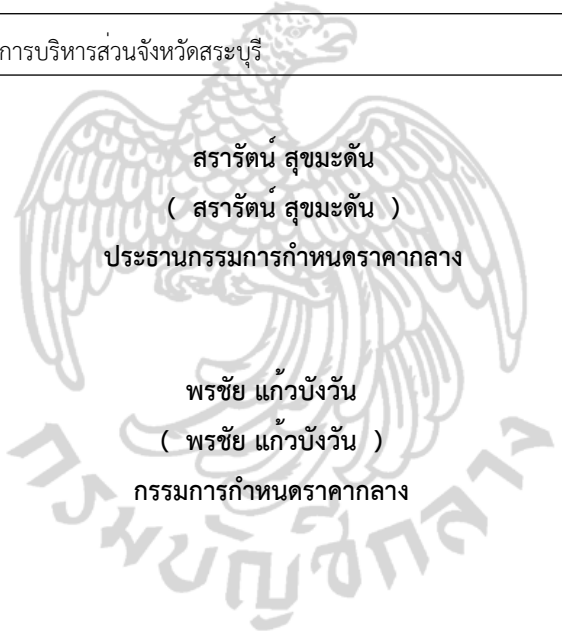 การบริหารส่วนจังหวัดสระบุรี
สรารัตน์ สุขมะดัน
( สรารัตน์ สุขมะดัน )
ประธานกรรมการกำหนดราคากลาง
พรชัย แก้วบังวัน
( พรชัย แก้วบังวัน )
กรรมการกำหนดราคากลาง
กรมบัญชีกลาง